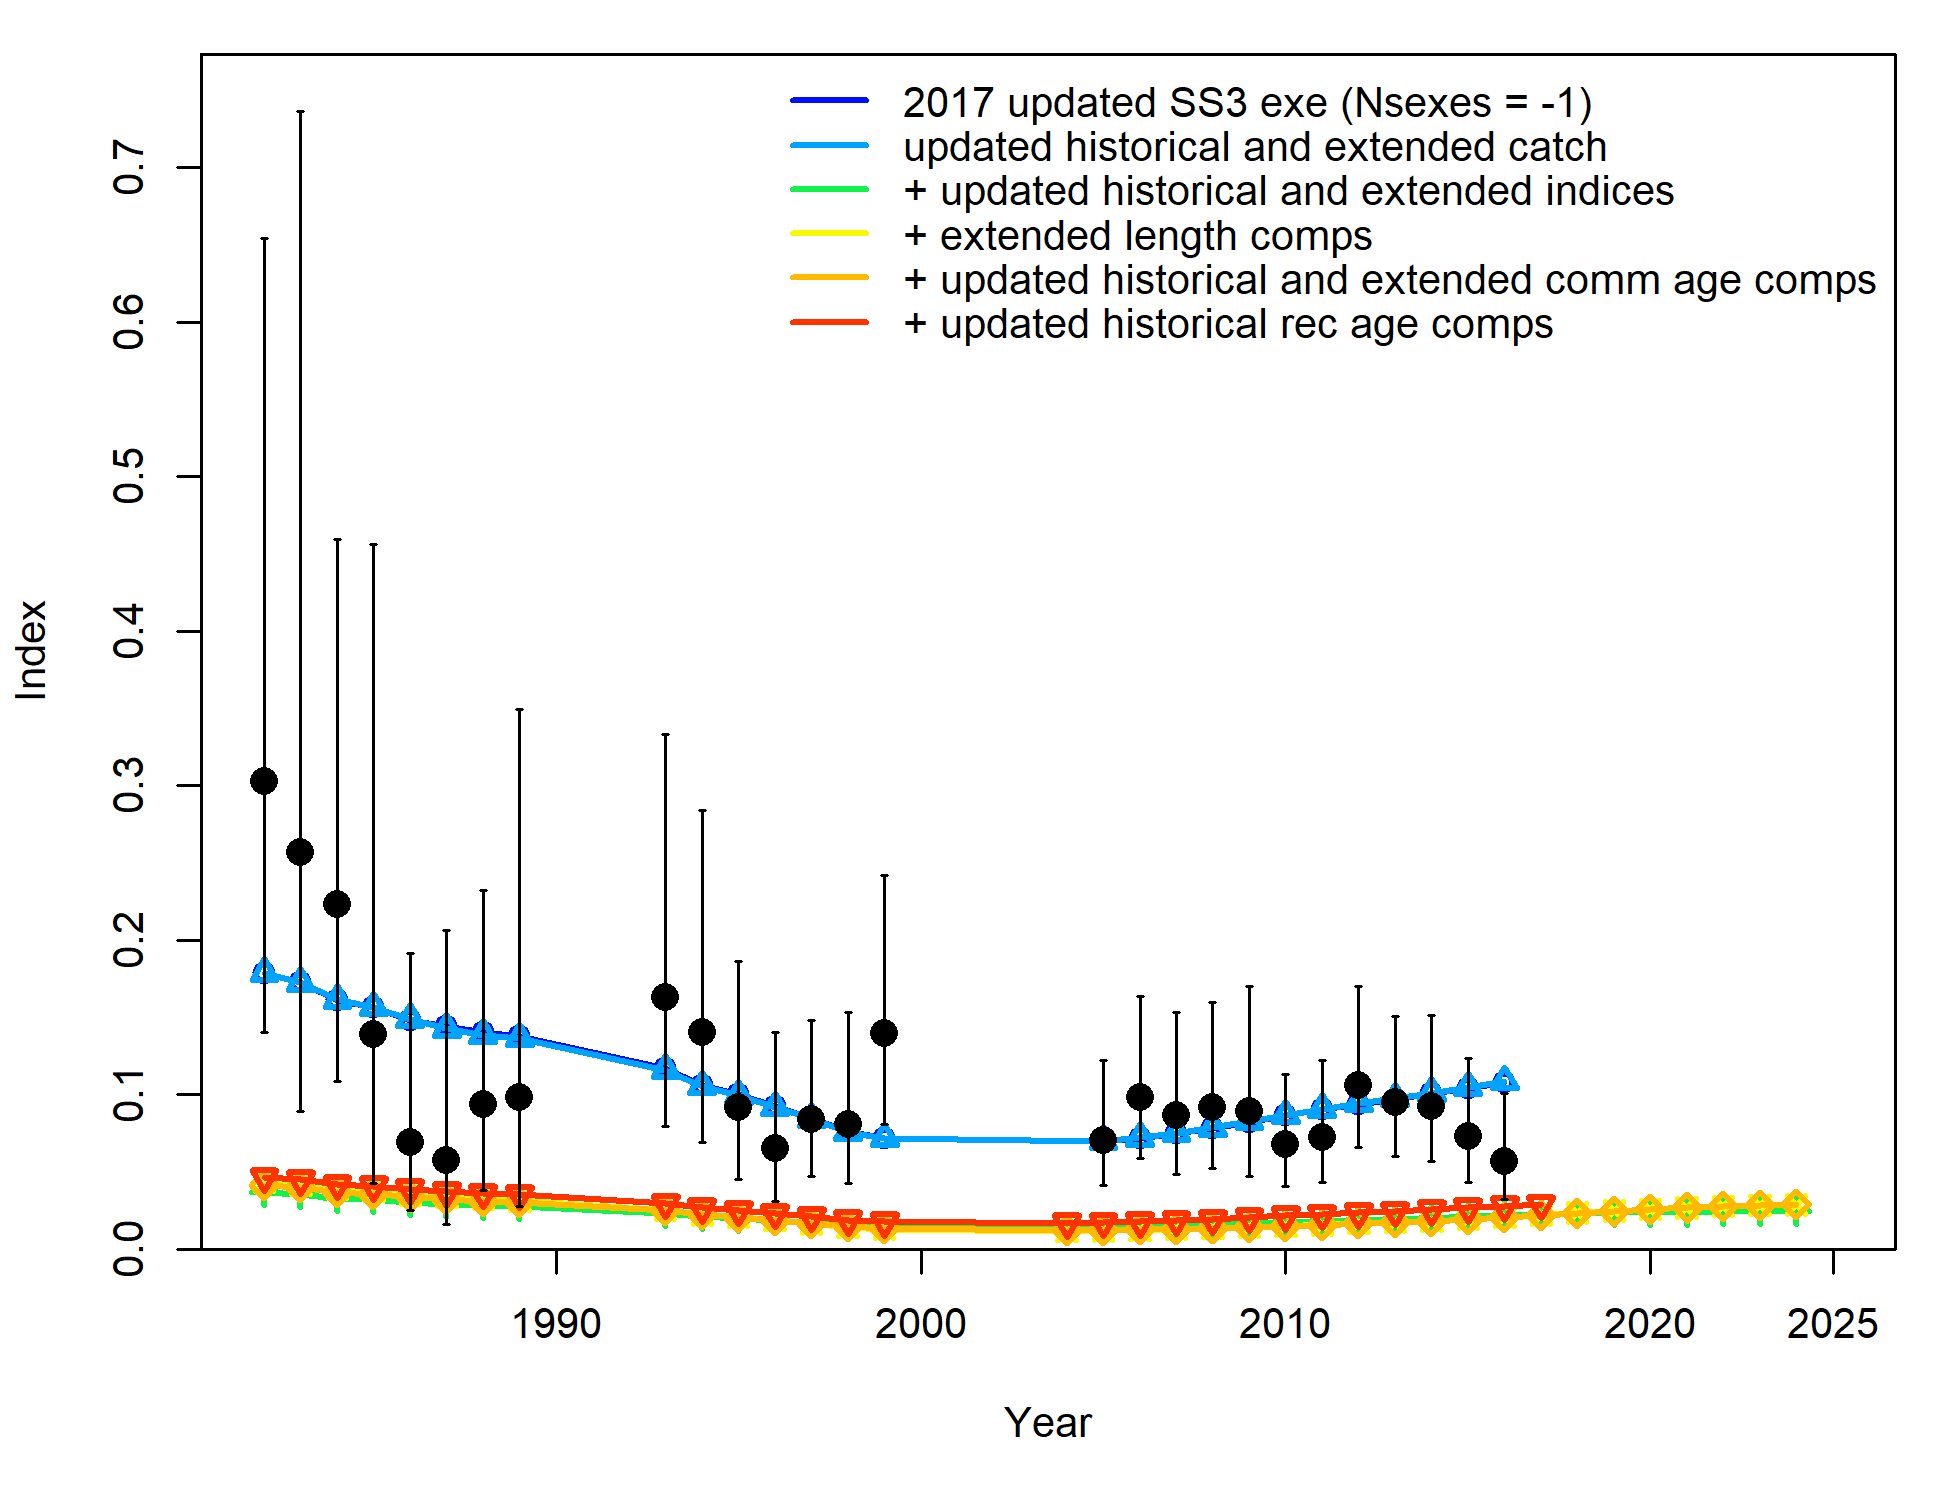 2017 updated SS3 exe (Nsexes = -1)
updated historical and extended catch
+ updated historical and extended indices
+ extended length comps
+ updated historical and extended comm age comps
+ updated historical rec age comps
Index
0.7
0.6
0.5
0.4
0.3
0.2
0.1
0.0
1990 2000 2010 2020 2025
Year